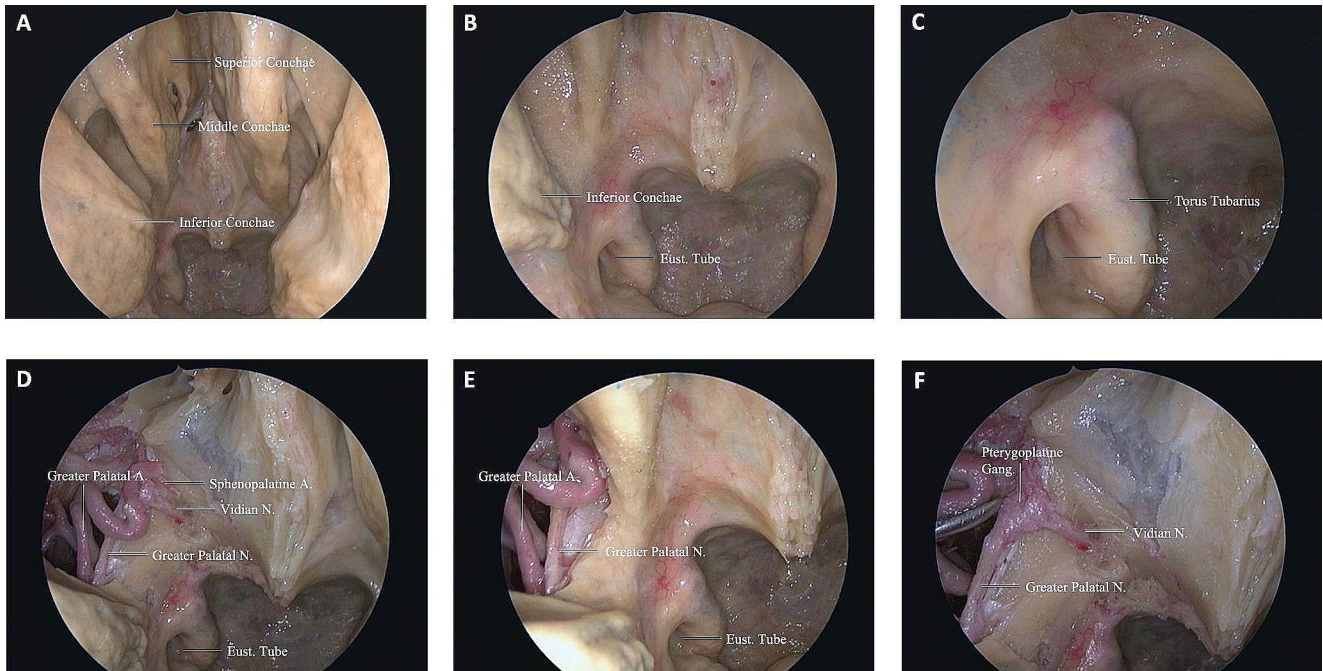 A
Superior Conchae
Middle Conchae
Inferior Conchae
B
Inferior Conchae
Eust. Tube
C
Torus Tubarius
Eust. Tube
D
Greater Palatal A.
Sphenopalatine A.
Vidian N.
Greater Palatal N.
Eust. Tube
E
Greater Palatal A.
Greater Palatal N.
Eust. Tube
F
Pterygoplatine
Gang.
Vidian N.
Greater Palatal N.